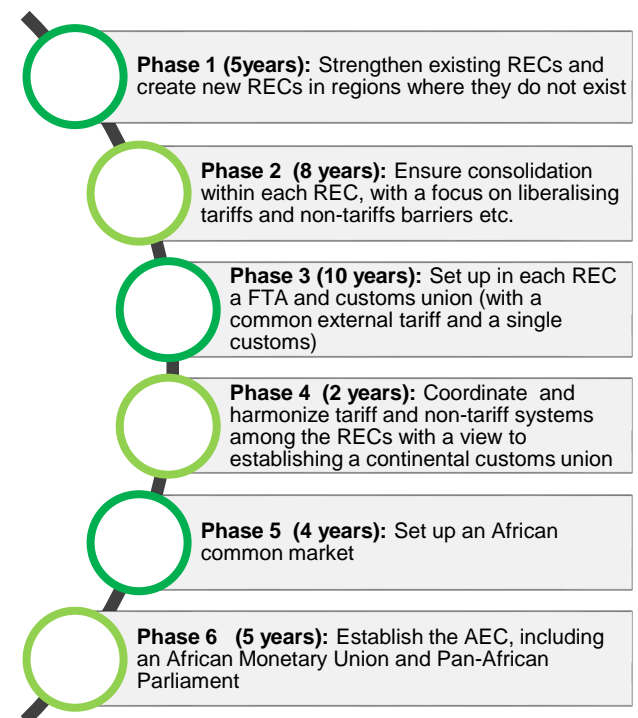 Phase 1 (5years): Strengthen existing RECs and
create new RECs in regions where they do not exist
Phase 2 (8 years): Ensure consolidation
within each REC, with a focus on liberalising
tariffs and non-tariffs barriers etc.
Phase 3 (10 years): Set up in each REC
a FTA and customs union (with a
common external tariff and a single
customs)
Phase 4 (2 years): Coordinate and
harmonize tariff and non-tariff systems
among the RECs with a view to
establishing a continental customs union
Phase 5 (4 years): Set up an African
common market
Phase 6 (5 years): Establish the AEC, including
an African Monetary Union and Pan-African
Parliament